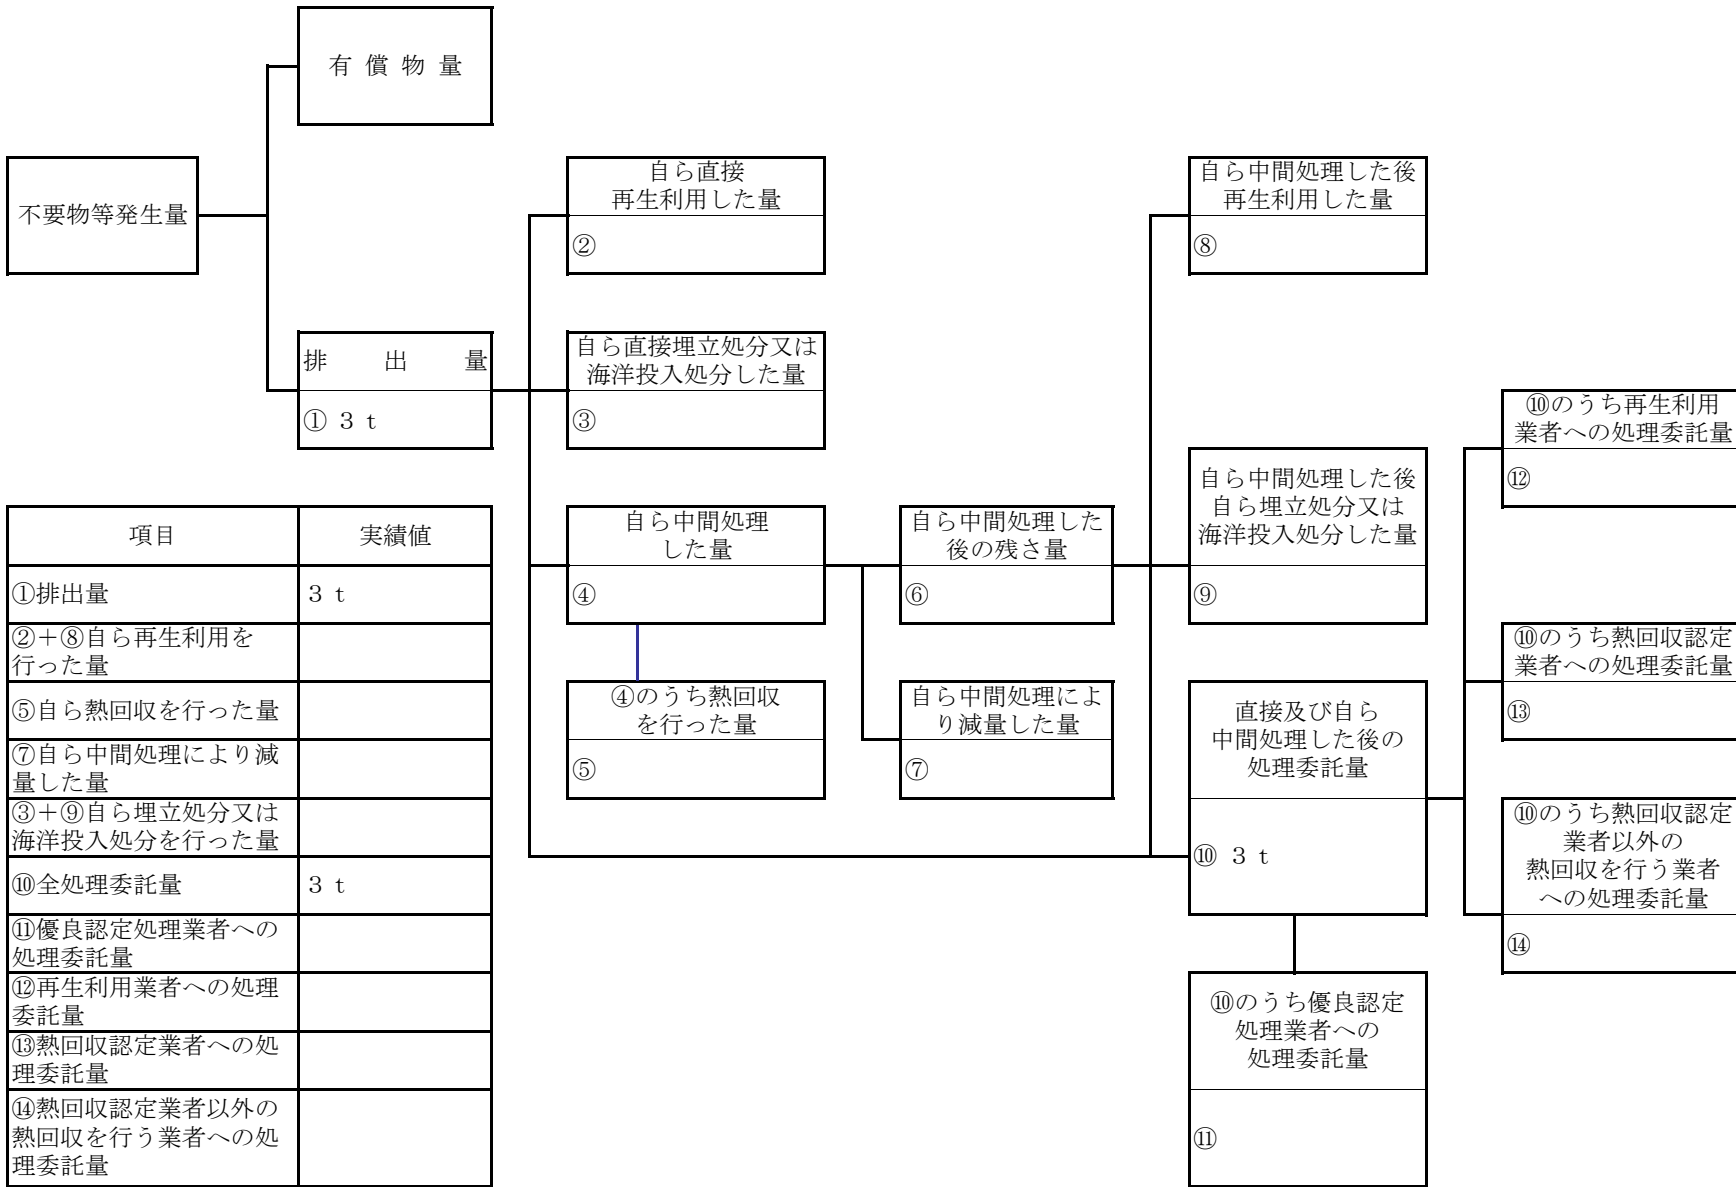 有償物量
不要物等発生量
自ら直接
再生利用した量
②
自ら中間処理した後
再生利用した量
⑧
排出量
① 3 t
自ら直接埋立処分又は
海洋投入処分した量
③
⑩のうち再生利用
業者への処理委託量
⑫
自ら中間処理した後
自ら埋立処分又は
海洋投入処分した量
⑨
自ら中間処理
した量
④
自ら中間処理した
後の残さ量
⑥
⑩のうち熱回収認定
業者への処理委託量
⑬
④のうち熱回収
を行った量
⑤
自ら中間処理によ
り減量した量
⑦
直接及び自ら
中間処理した後の
処理委託量
⑩ 3 t
⑩のうち熱回収認定
業者以外の
熱回収を行う業者
への処理委託量
⑭
⑩のうち優良認定
処理業者への
処理委託量
⑪
項目 実績値
①排出量 3 t
②＋⑧自ら再生利用を
行った量
⑤自ら熱回収を行った量
⑦自ら中間処理により減
量した量
③＋⑨自ら埋立処分又は
海洋投入処分を行った量
⑩全処理委託量 3 t
⑪優良認定処理業者への
処理委託量
⑫再生利用業者への処理
委託量
⑬熱回収認定業者への処
理委託量
⑭熱回収認定業者以外の
熱回収を行う業者への処
理委託量